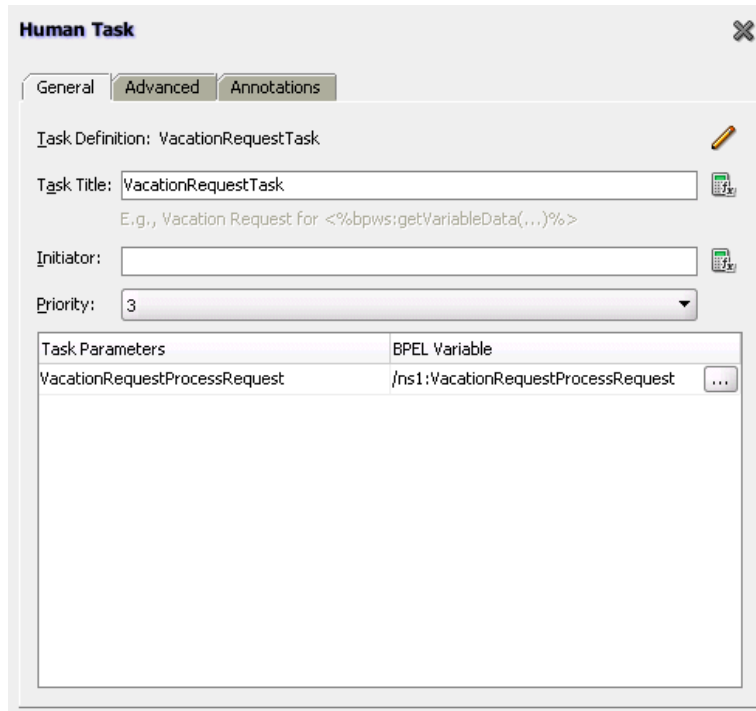 Human Task
General Advanced Annotations
Task Definition: VacationRequestTask
Task Title: VacationRequestTask
E.g., Vacation Request for <%bpws:getVariableData(...)%>
Initiator:
Priority: 3
Task Parameters BPEL Variable
VacationRequestProcessRequest /ns1:VacationRequestProcessRequest ...